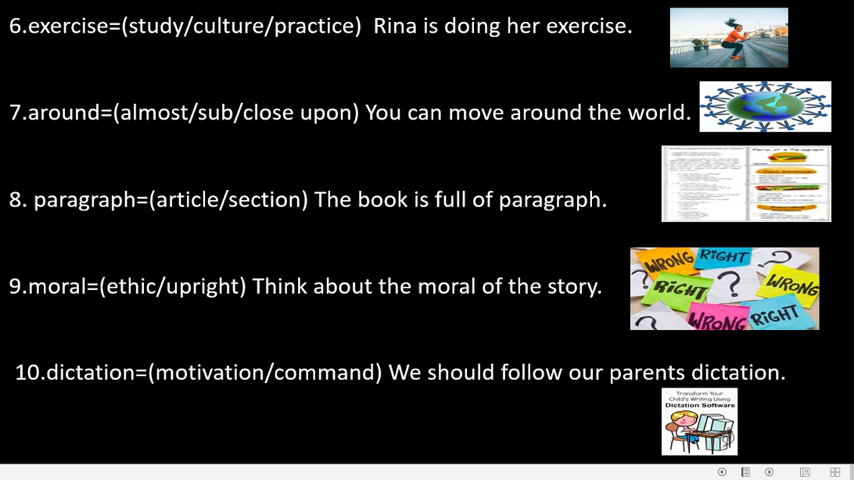 6.exercise=(study/culture/practice)  Rina is doing her exercise.
7.around=(almost/sub/close upon) You can move around the world.
8. paragraph=(article/section) The book is full of paragraph.
9.moral=(ethic/upright) Think about the moral of the story.
WRONG RIGHT ?
? RIGHT ? WRONG
? WRONG RIGHT
10.dictation=(motivation/command) We should follow our parents dictation.
Transform Your
Child's Writing Using
Dictation Software